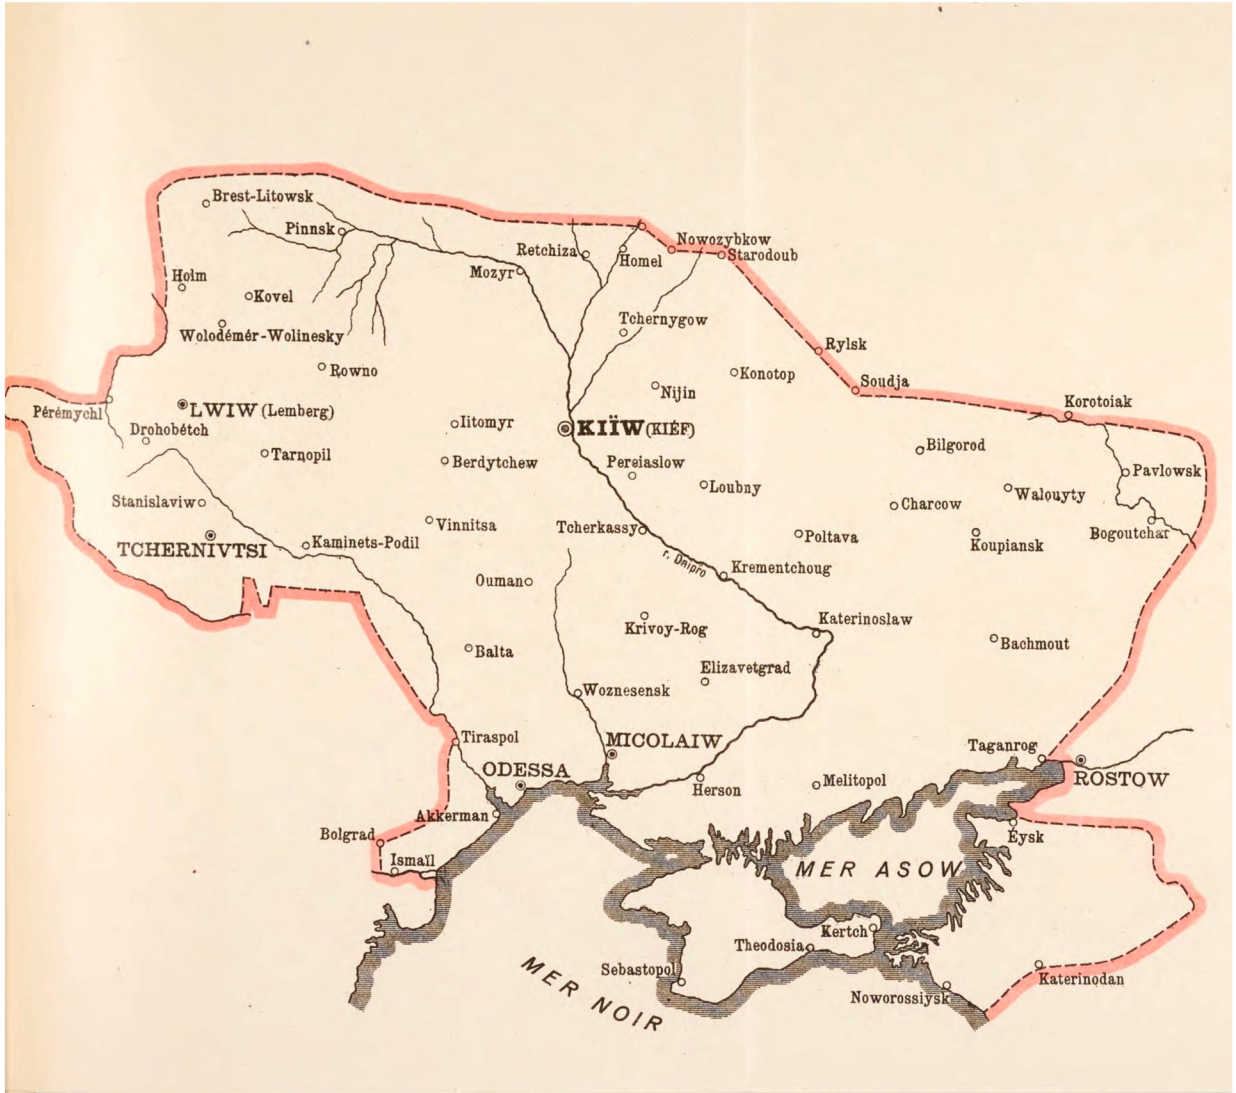 Brest-Litowsk
Pinnsk
Nowozybkow
Retchiza
Homel
Starodoub
Mozyr
Holm
Kovel
Tchernygow
Wolodémér-Wolinesky
Rylsk
Rowno
Konotop
Soudja
Nijin
Korotoiak
Pérémychl
LWIW (Lemberg)
Iitomyr
KIÏW (KIÉF)
Drohobétch
Bilgorod
Tarnopil
Berdytchew
Pereiaslow
Pavlowsk
Loubny
Walouyty
Stanislaviw
Charcow
Vinnitsa
Tcherkassy
Bogoutchar
Poltava
Kaminets-Podil
TCHERNIVTSI
Koupiansk
r. Dnipro
Krementchoug
Oumano
Katerinoslaw
Krivoy-Rog
Bachmout
Balta
Elizavetgrad
Woznesensk
Tiraspol
MICOLAIW
Taganrog
ODESSA
ROSTOW
Melitopol
Herson
Akkerman
Bolgrad
Éysk
Ismaïl
MER ASOW
Kertch
Theodosia
Sebastopol
MER NOIR
Katerinodan
Noworossiysk